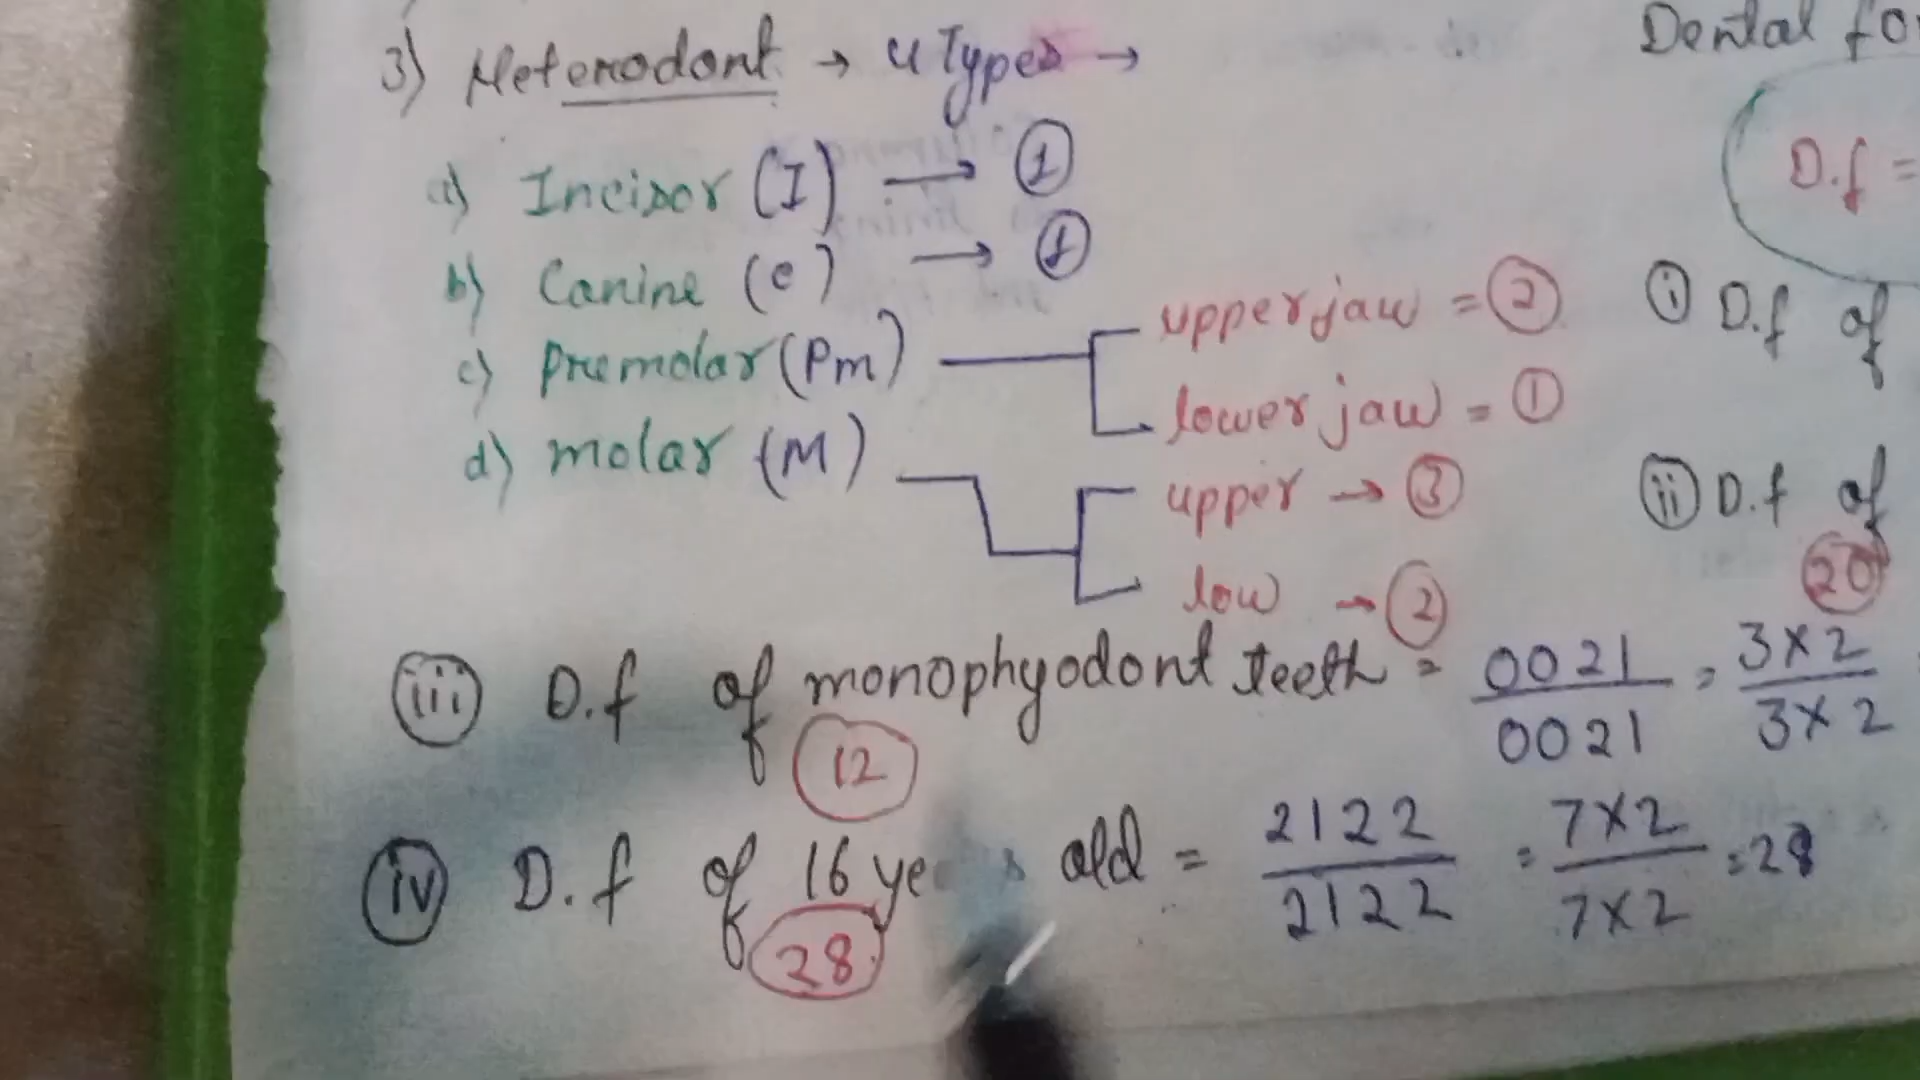 3) Heterodont → 4 Types →
a) Incisor (I) → 1
b) Canine (C) → 1
c) Premolar (Pm)
upper jaw = 2
lower jaw = 1
d) molar (M)
upper → 3
low → 2
iii D.f of monophyodont teeth = 0021/0021 = 3×2/3×2
12
iv D.f of 16 years old = 2122/2122 = 7×2/7×2 = 28
28
Dental fo
D.f =
i D.f of
ii D.f of
20